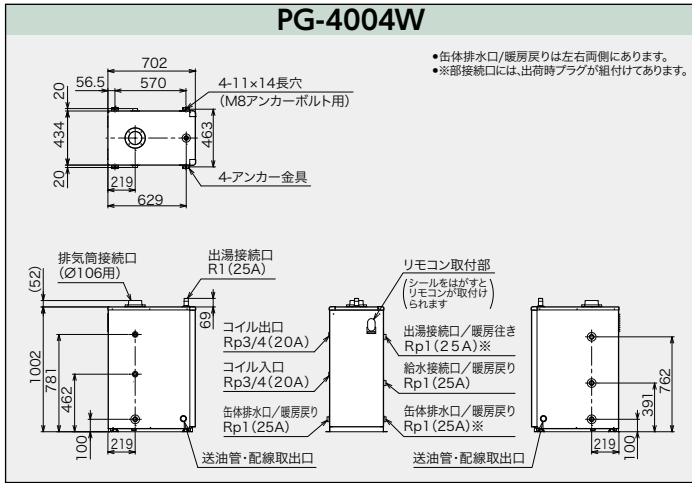 PG-4004W
●缶体排水口/暖房戻りは左右両側にあります。
●※部接続口には、出荷時プラグが組付けてあります。
702
56.5
570
4-11×14長穴
(M8アンカーボルト用)
20
434
20
463
219
4-アンカー金具
629
排気筒接続口
(Ø106用)
出湯接続口
R1(25A)
(52)
69
1002
781
462
100
219
送油管・配線取出口
リモコン取付部
(シールをはがすと
リモコンが取付け
られます)
コイル出口
Rp3/4(20A)
コイル入口
Rp3/4(20A)
缶体排水口/暖房戻り
Rp1(25A)
出湯接続口/暖房往き
Rp1(25A)※
給水接続口/暖房戻り
Rp1(25A)
缶体排水口/暖房戻り
Rp1(25A)※
762
391
100
219
送油管・配線取出口